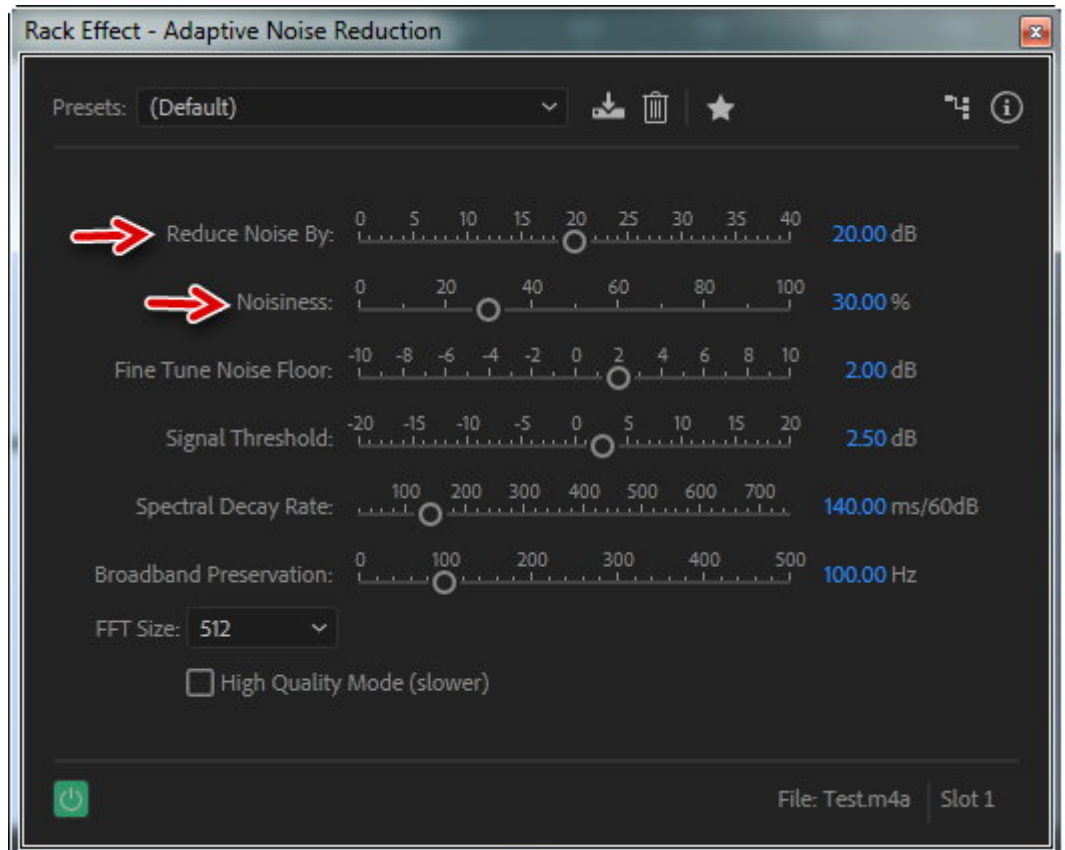 Rack Effect - Adaptive Noise Reduction
Presets: (Default)
0 5 10 15 20 25 30 35 40
Reduce Noise By: 20.00 dB
0 20 40 60 80 100
Noisiness: 30.00 %
-10 -8 -6 -4 -2 0 2 4 6 8 10
Fine Tune Noise Floor: 2.00 dB
-20 -15 -10 -5 0 5 10 15 20
Signal Threshold: 2.50 dB
100 200 300 400 500 600 700
Spectral Decay Rate: 140.00 ms/60dB
0 100 200 300 400 500
Broadband Preservation: 100.00 Hz
FFT Size: 512
High Quality Mode (slower)
File: Test.m4a Slot 1